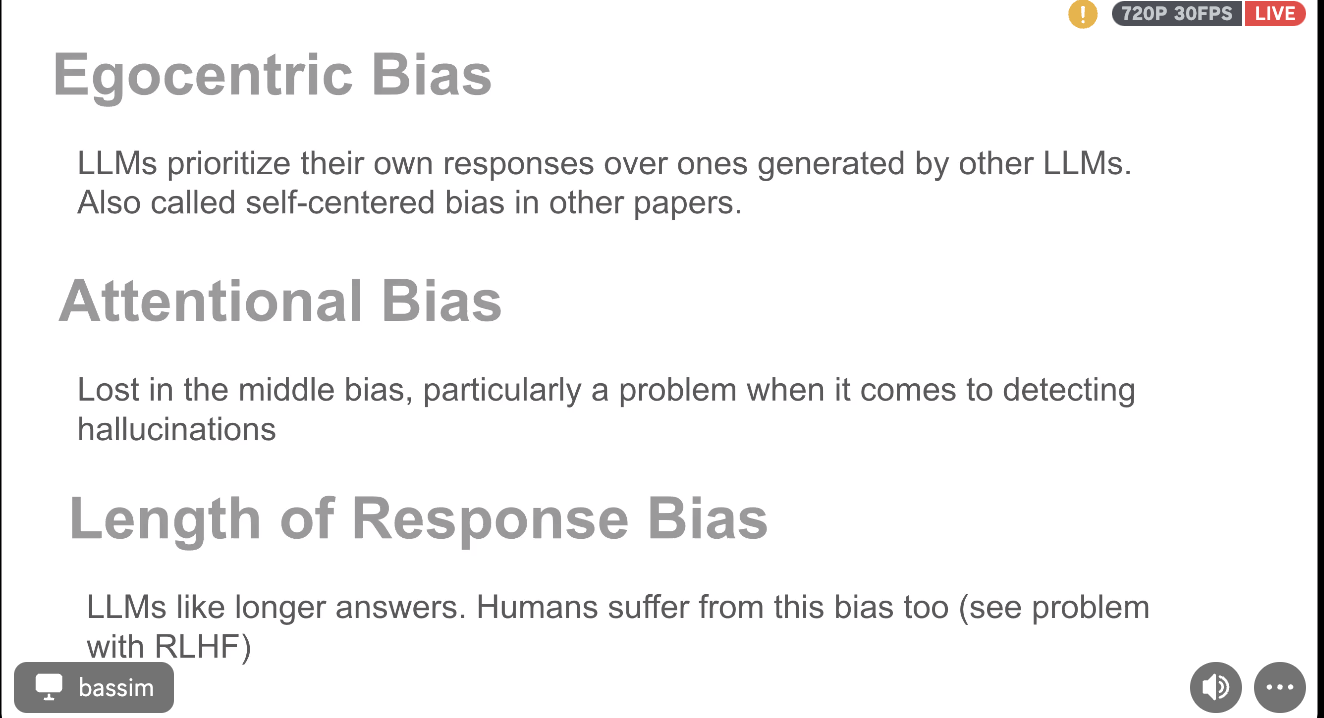 ! 720P 30FPS LIVE
Egocentric Bias
LLMs prioritize their own responses over ones generated by other LLMs.
Also called self-centered bias in other papers.
Attentional Bias
Lost in the middle bias, particularly a problem when it comes to detecting
hallucinations
Length of Response Bias
LLMs like longer answers. Humans suffer from this bias too (see problem
with RLHF)
bassim